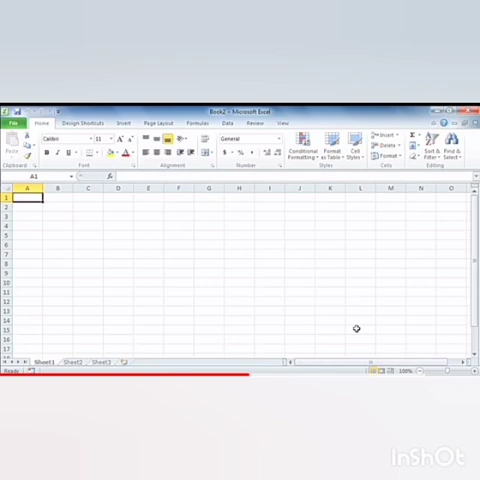 Book2 - Microsoft Excel
File Home Design Shortcuts Insert Page Layout Formulas Data Review View
Calibri 11 General Insert Σ
Paste B I U $ % , Conditional Formatting Format as Table Cell Styles Delete Sort & Filter Find & Select
Format
Clipboard Font Alignment Number Styles Cells Editing
A1 fx
A B C D E F G H I J K L M N O
1
2
3
4
5
6
7
8
9
10
11
12
13
14
15
16
17
18
Sheet1 Sheet2 Sheet3
Ready 100%
InShOt